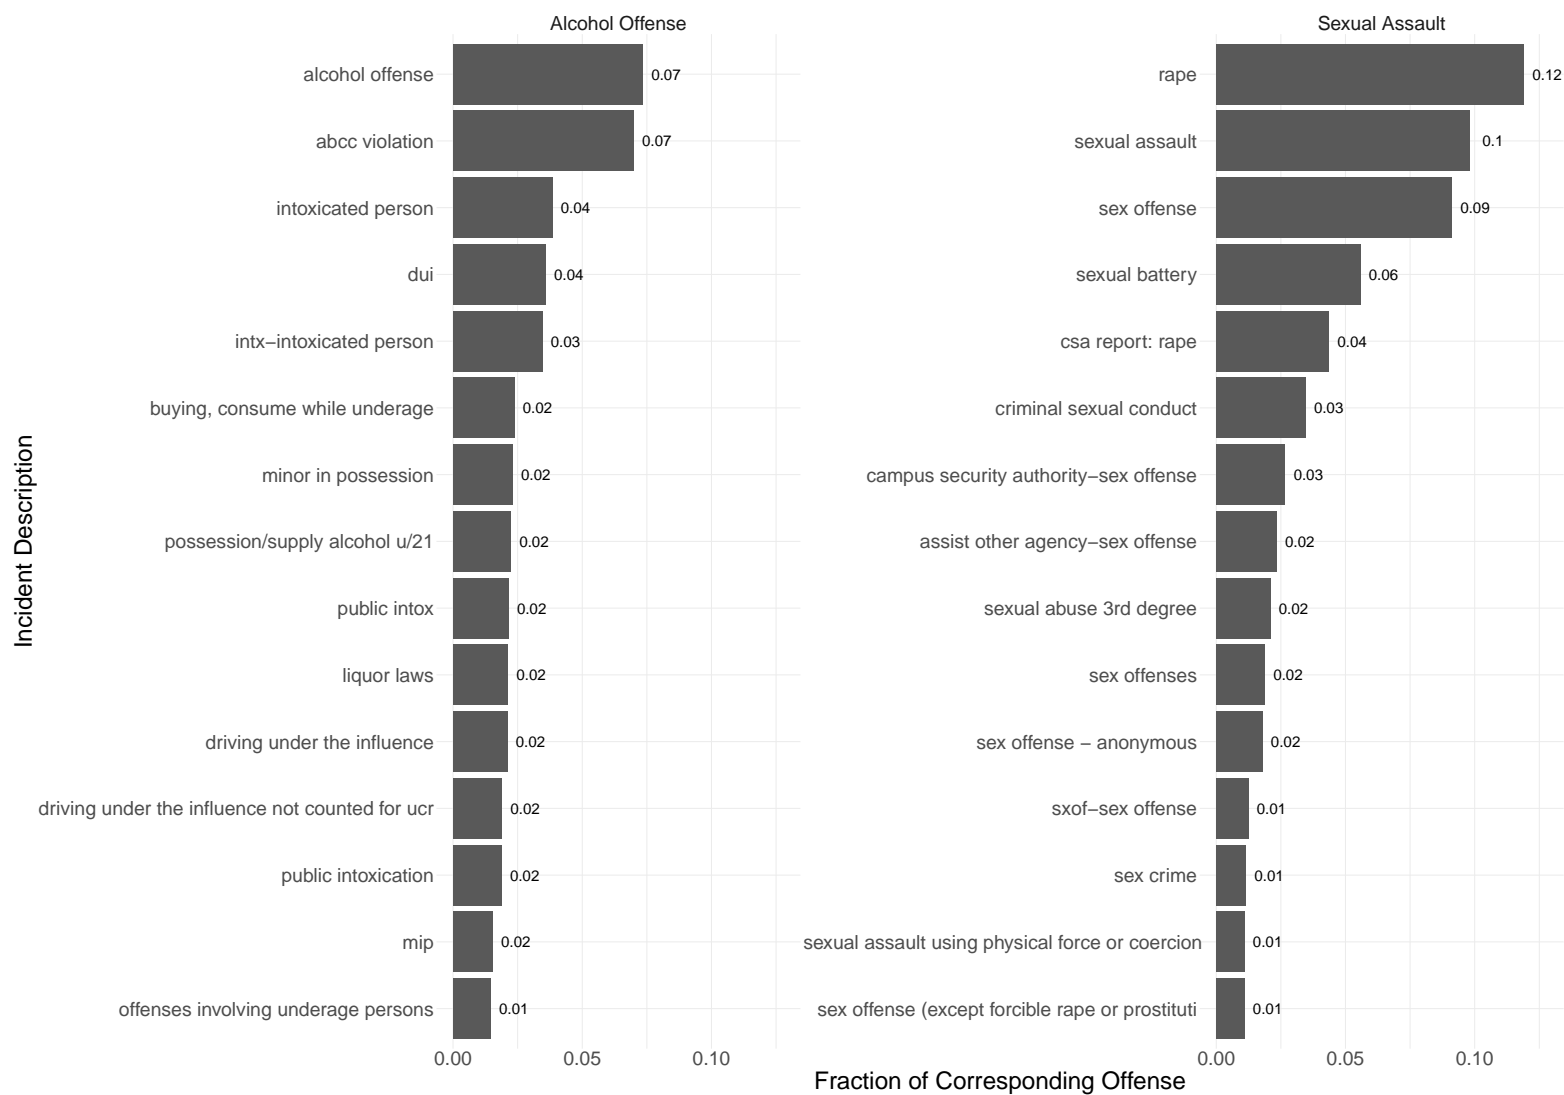 Alcohol Offense
alcohol offense 0.07
abcc violation 0.07
intoxicated person 0.04
dui 0.04
intx−intoxicated person 0.03
buying, consume while underage 0.02
minor in possession 0.02
possession/supply alcohol u/21 0.02
public intox 0.02
liquor laws 0.02
driving under the influence 0.02
driving under the influence not counted for ucr 0.02
public intoxication 0.02
mip 0.02
offenses involving underage persons 0.01
0.00 0.05 0.10
Sexual Assault
rape 0.12
sexual assault 0.1
sex offense 0.09
sexual battery 0.06
csa report: rape 0.04
criminal sexual conduct 0.03
campus security authority−sex offense 0.03
assist other agency−sex offense 0.02
sexual abuse 3rd degree 0.02
sex offenses 0.02
sex offense − anonymous 0.02
sxof−sex offense 0.01
sex crime 0.01
sexual assault using physical force or coercion 0.01
sex offense (except forcible rape or prostituti 0.01
0.00 0.05 0.10
Incident Description
Fraction of Corresponding Offense